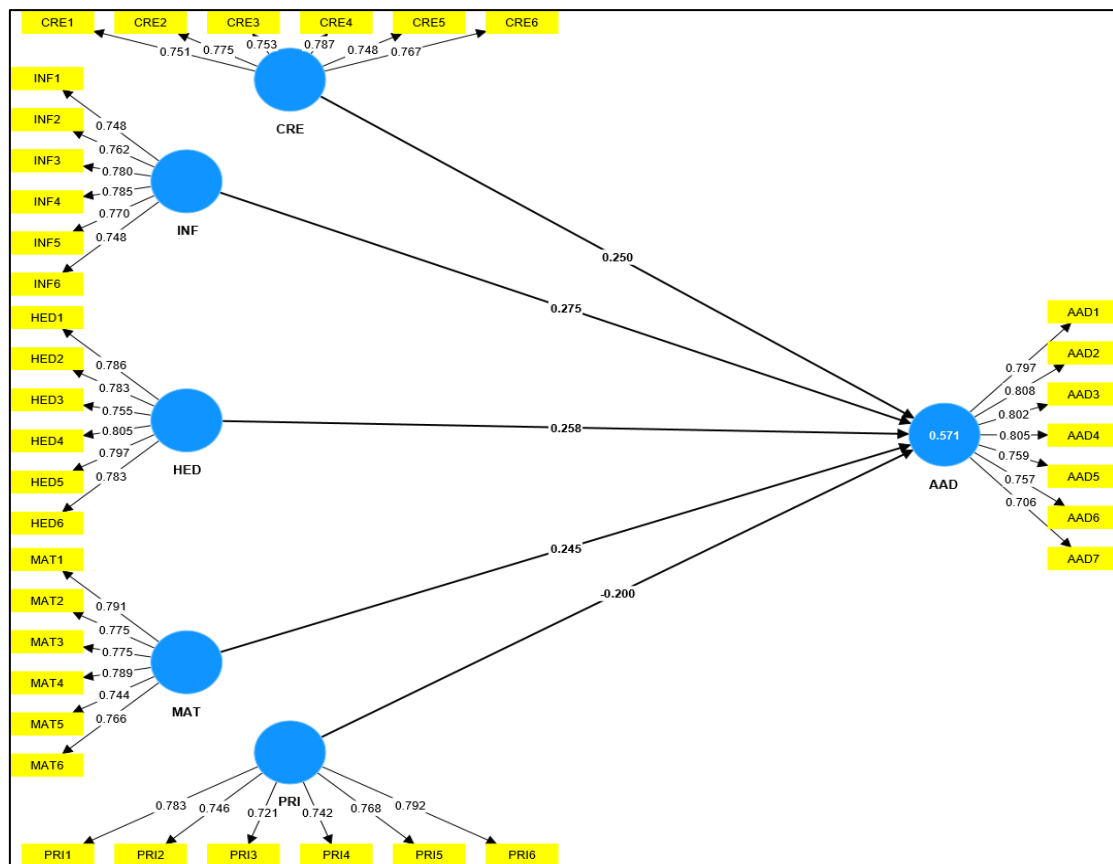 CRE1 CRE2 CRE3 CRE4 CRE5 CRE6
0.751 0.775 0.753 0.787 0.748 0.767
CRE
INF1
INF2
INF3
INF4
INF5
INF6
0.748
0.762
0.780
0.785
0.770
0.748
INF
HED1
HED2
HED3
HED4
HED5
HED6
0.786
0.783
0.755
0.805
0.797
0.783
HED
MAT1
MAT2
MAT3
MAT4
MAT5
MAT6
0.791
0.775
0.775
0.789
0.744
0.766
MAT
PRI
0.783 0.746 0.721 0.742 0.768 0.792
PRI1 PRI2 PRI3 PRI4 PRI5 PRI6
0.250
0.275
0.258
0.245
-0.200
0.571
AAD
0.797
0.808
0.802
0.805
0.759
0.757
0.706
AAD1
AAD2
AAD3
AAD4
AAD5
AAD6
AAD7